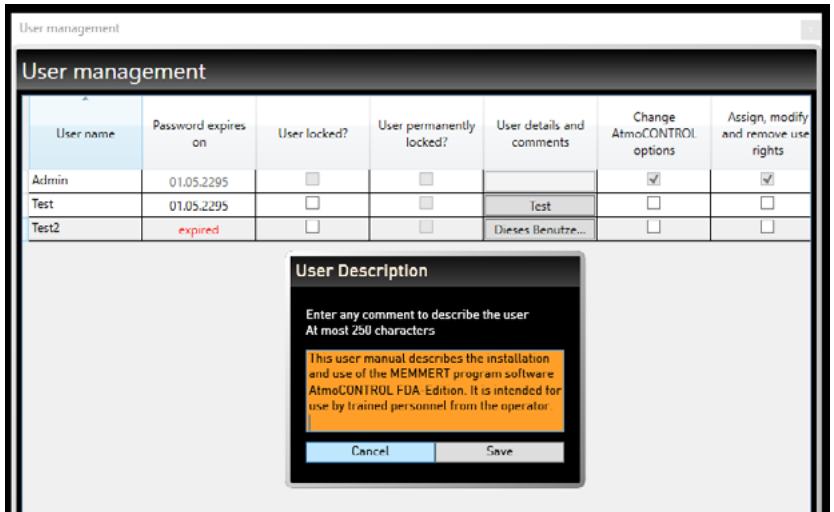 User management
User management
User name
Password expires
on
User locked?
User permanently
locked?
User details and
comments
Change
AtmoCONTROL
options
Assign, modify
and remove use
rights
Admin 01.05.2295
Test 01.05.2295 Test
Test2 expired Dieses Benutze...
User Description
Enter any comment to describe the user
At most 250 characters
This user manual describes the installation
and use of the MEMMERT program software
AtmoCONTROL FDA-Edition. It is intended for
use by trained personnel from the operator.
Cancel Save